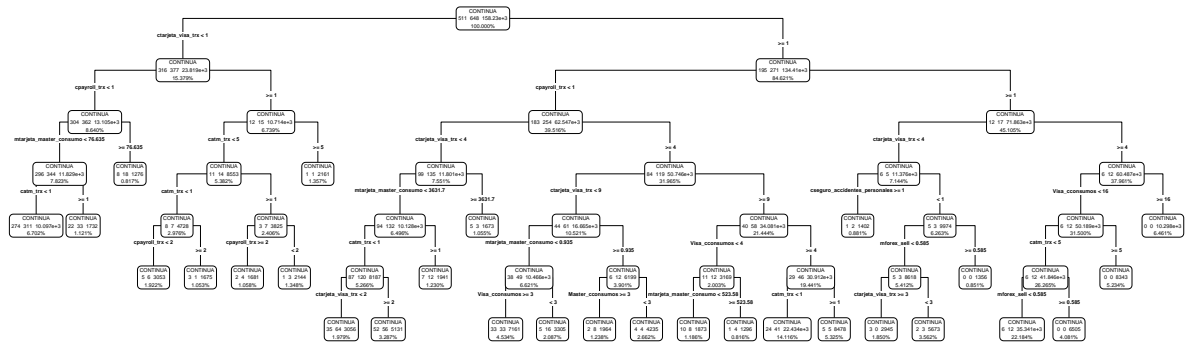 CONTINUA
511 648 158.23e+3
100.000%
ctarjeta_visa_trx < 1
>= 1
CONTINUA
316 377 23.819e+3
15.379%
CONTINUA
195 271 134.41e+3
84.621%
cpayroll_trx < 1
>= 1
cpayroll_trx < 1
>= 1
CONTINUA
304 362 13.105e+3
8.640%
CONTINUA
12 15 10.714e+3
6.739%
CONTINUA
183 254 62.547e+3
39.516%
CONTINUA
12 17 71.863e+3
45.105%
mtarjeta_master_consumo < 76.635
>= 76.635
catm_trx < 5
>= 5
ctarjeta_visa_trx < 4
>= 4
ctarjeta_visa_trx < 4
>= 4
CONTINUA
296 344 11.829e+3
7.823%
CONTINUA
8 18 1276
0.817%
CONTINUA
11 14 8553
5.382%
CONTINUA
1 1 2161
1.357%
CONTINUA
99 135 11.801e+3
7.551%
CONTINUA
84 119 50.746e+3
31.965%
CONTINUA
6 5 11.376e+3
7.144%
CONTINUA
6 12 60.487e+3
37.961%
catm_trx < 1
>= 1
catm_trx < 1
>= 1
mtarjeta_master_consumo < 3631.7
>= 3631.7
ctarjeta_visa_trx < 9
>= 9
cseguro_accidentes_personales >= 1
< 1
Visa_cconsumos < 16
>= 16
CONTINUA
274 311 10.097e+3
6.702%
CONTINUA
22 33 1732
1.121%
CONTINUA
8 7 4728
2.976%
CONTINUA
3 7 3825
2.406%
CONTINUA
94 132 10.128e+3
6.496%
CONTINUA
5 3 1673
1.055%
CONTINUA
44 61 16.665e+3
10.521%
CONTINUA
40 58 34.081e+3
21.444%
CONTINUA
1 2 1402
0.881%
CONTINUA
5 3 9974
6.263%
CONTINUA
6 12 50.189e+3
31.500%
CONTINUA
0 0 10.298e+3
6.461%
cpayroll_trx < 2
>= 2
cpayroll_trx >= 2
< 2
catm_trx < 1
>= 1
mtarjeta_master_consumo < 0.935
>= 0.935
Visa_cconsumos < 4
>= 4
mforex_sell < 0.585
>= 0.585
catm_trx < 5
>= 5
CONTINUA
5 6 3053
1.922%
CONTINUA
3 1 1675
1.053%
CONTINUA
2 4 1681
1.058%
CONTINUA
1 3 2144
1.348%
CONTINUA
87 120 8187
5.266%
CONTINUA
7 12 1941
1.230%
CONTINUA
38 49 10.466e+3
6.621%
CONTINUA
6 12 6199
3.901%
CONTINUA
11 12 3169
2.003%
CONTINUA
29 46 30.912e+3
19.441%
CONTINUA
5 3 8618
5.412%
CONTINUA
0 0 1356
0.851%
CONTINUA
6 12 41.846e+3
26.265%
CONTINUA
0 0 8343
5.234%
ctarjeta_visa_trx < 2
>= 2
Visa_cconsumos >= 3
< 3
Master_cconsumos >= 3
< 3
mtarjeta_master_consumo < 523.58
>= 523.58
catm_trx < 1
>= 1
ctarjeta_visa_trx >= 3
< 3
mforex_sell < 0.585
>= 0.585
CONTINUA
35 64 3056
1.979%
CONTINUA
52 56 5131
3.287%
CONTINUA
33 33 7161
4.534%
CONTINUA
5 16 3305
2.087%
CONTINUA
2 8 1964
1.238%
CONTINUA
4 4 4235
2.662%
CONTINUA
10 8 1873
1.186%
CONTINUA
1 4 1296
0.816%
CONTINUA
24 41 22.434e+3
14.116%
CONTINUA
5 5 8478
5.325%
CONTINUA
3 0 2945
1.850%
CONTINUA
2 3 5673
3.562%
CONTINUA
6 12 35.341e+3
22.184%
CONTINUA
0 0 6505
4.081%